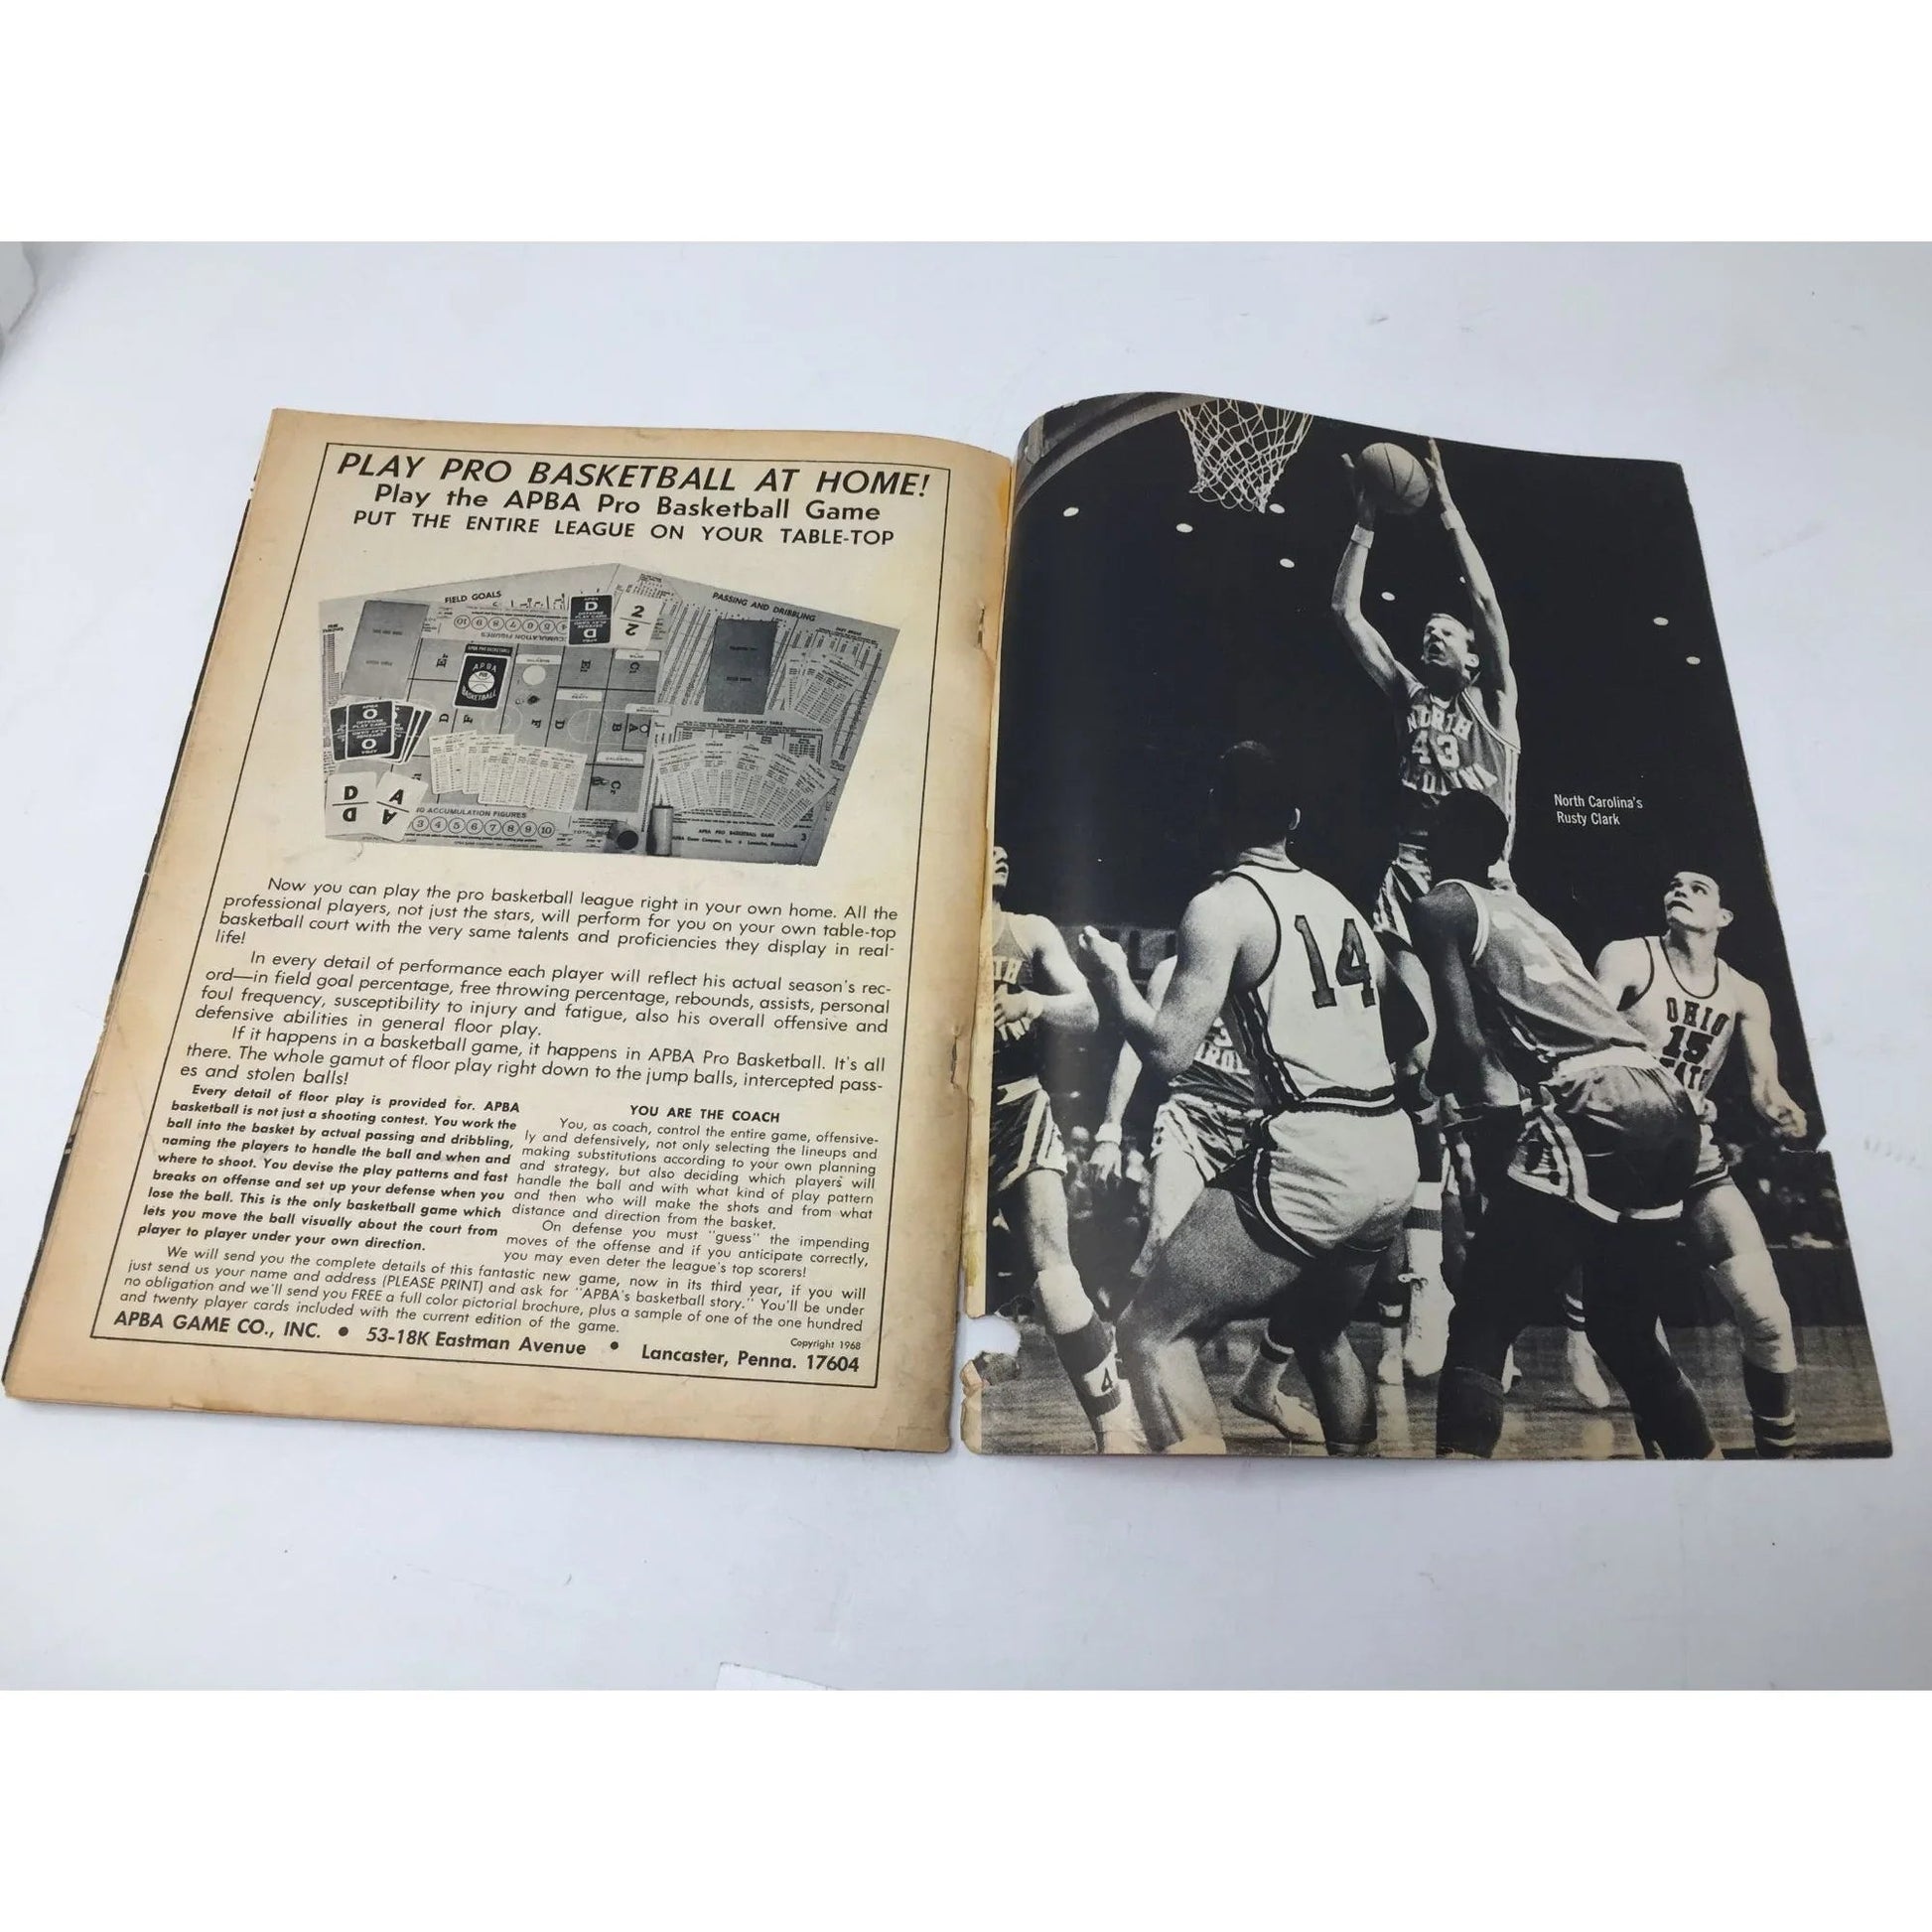 PLAY PRO BASKETBALL AT HOME!
Play the APBA Pro Basketball Game
PUT THE ENTIRE LEAGUE ON YOUR TABLE-TOP
FIELD GOALS
PASSING AND DRIBBLING
D
D
2
2
APBA
BASKETBALL
O
O
D
D
A
A
ACCUMULATION FIGURES
3 4 5 6 7 8 9 10
Now you can play the pro basketball league right in your own home. All the
professional players, not just the stars, will perform for you on your own table-top
basketball court with the very same talents and proficiencies they display in real-
life!
In every detail of performance each player will reflect his actual season's rec-
ord—in field goal percentage, free throwing percentage, rebounds, assists, personal
foul frequency, susceptibility to injury and fatigue, also his overall offensive and
defensive abilities in general floor play.
If it happens in a basketball game, it happens in APBA Pro Basketball. It's all
there. The whole gamut of floor play right down to the jump balls, intercepted pass-
es and stolen balls!
Every detail of floor play is provided for. APBA
basketball is not just a shooting contest. You work the
ball into the basket by actual passing and dribbling,
naming the players to handle the ball and when and
where to shoot. You devise the play patterns and fast
breaks on offense and set up your defense when you
lose the ball. This is the only basketball game which
lets you move the ball visually about the court from
player to player under your own direction.
YOU ARE THE COACH
You, as coach, control the entire game, offensive-
ly and defensively, not only selecting the lineups and
making substitutions according to your own planning
and strategy, but also deciding which players will
handle the ball and with what kind of play pattern
and then who will make the shots and from what
distance and direction from the basket.
On defense you must "guess" the impending
moves of the offense and if you anticipate correctly,
you may even deter the league's top scorers!
We will send you the complete details of this fantastic new game, now in its third year, if you will
just send us your name and address (PLEASE PRINT) and ask for "APBA's basketball story." You'll be under
no obligation and we'll send you FREE a full color pictorial brochure, plus a sample of one of the one hundred
and twenty player cards included with the current edition of the game.
Copyright 1968
APBA GAME CO., INC. • 53-18K Eastman Avenue • Lancaster, Penna. 17604
NORTH
43
North Carolina's
Rusty Clark
14
OHIO
15